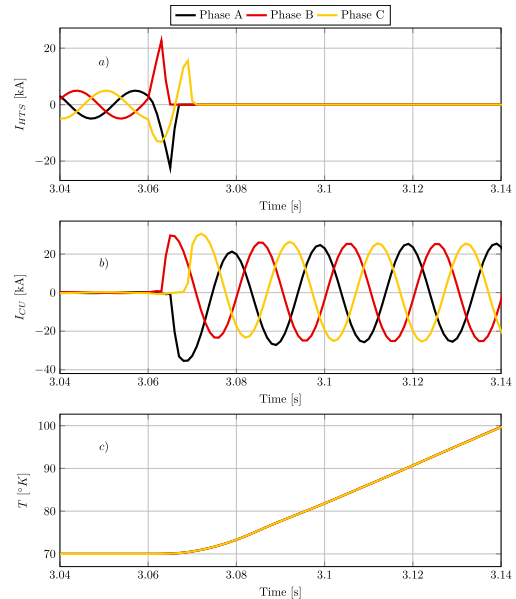 Phase A Phase B Phase C
a)
20
0
−20
I_HTS [kA]
3.04 3.06 3.08 3.1 3.12 3.14
Time [s]
b)
20
0
−20
−40
I_CU [kA]
3.04 3.06 3.08 3.1 3.12 3.14
Time [s]
c)
100
90
80
70
T [°K]
3.04 3.06 3.08 3.1 3.12 3.14
Time [s]